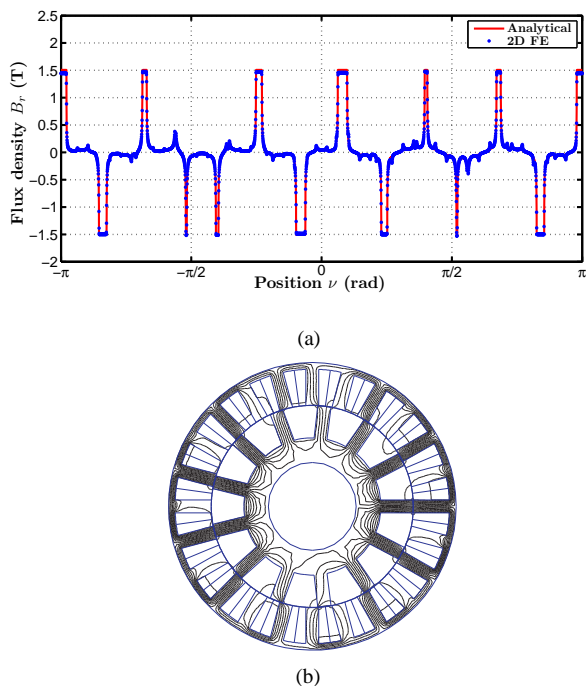 2.5
2
1.5
1
0.5
0
−0.5
−1
−1.5
−2
Flux density B_r (T)
Analytical
2D FE
−π
−π/2
0
π/2
π
Position ν (rad)
(a)
(b)